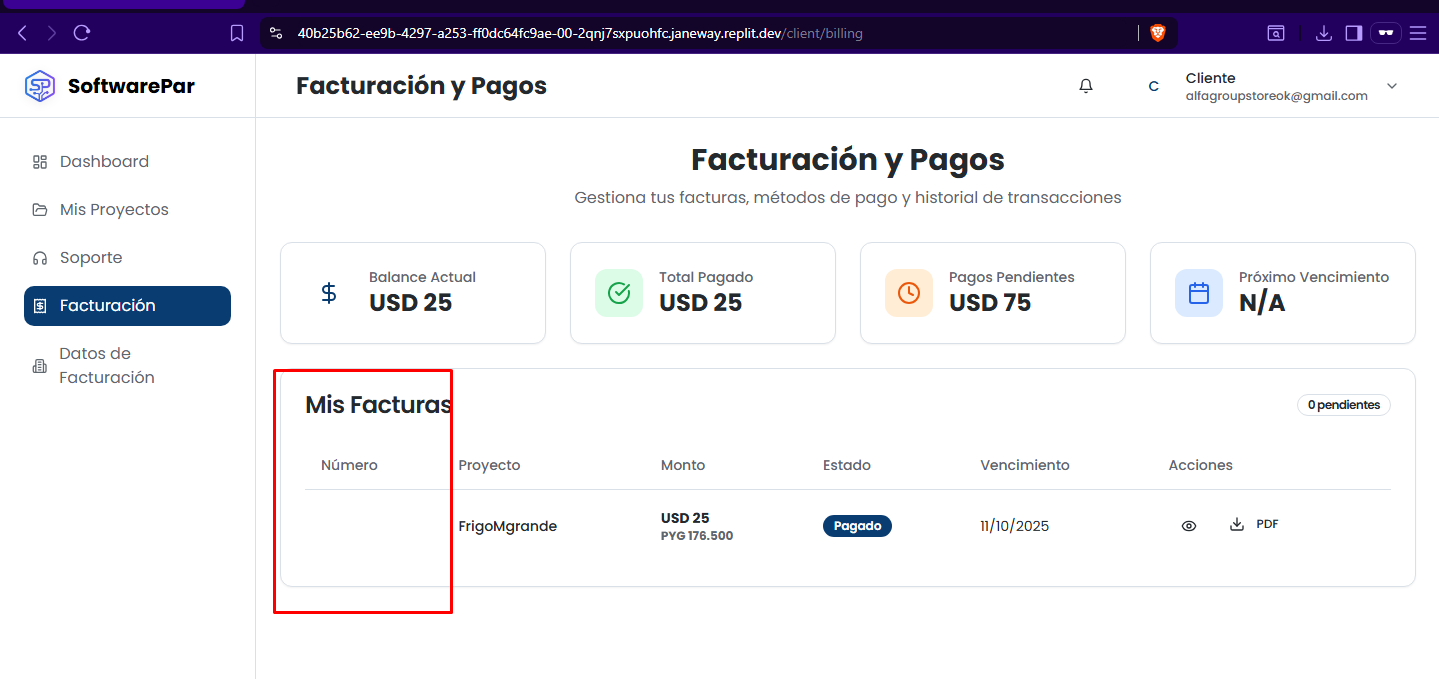 40b25b62-ee9b-4297-a253-ff0dc64fc9ae-00-2qnj7sxpuohfc.janeway.replit.dev/client/billing
SoftwarePar
Facturación y Pagos
C
Cliente
alfagroupstoreok@gmail.com
Dashboard
Mis Proyectos
Soporte
Facturación
Datos de
Facturación
Facturación y Pagos
Gestiona tus facturas, métodos de pago y historial de transacciones
Balance Actual
USD 25
Total Pagado
USD 25
Pagos Pendientes
USD 75
Próximo Vencimiento
N/A
Mis Facturas
0 pendientes
Número Proyecto Monto Estado Vencimiento Acciones
FrigoMgrande USD 25 Pagado 11/10/2025 PDF
PYG 176.500